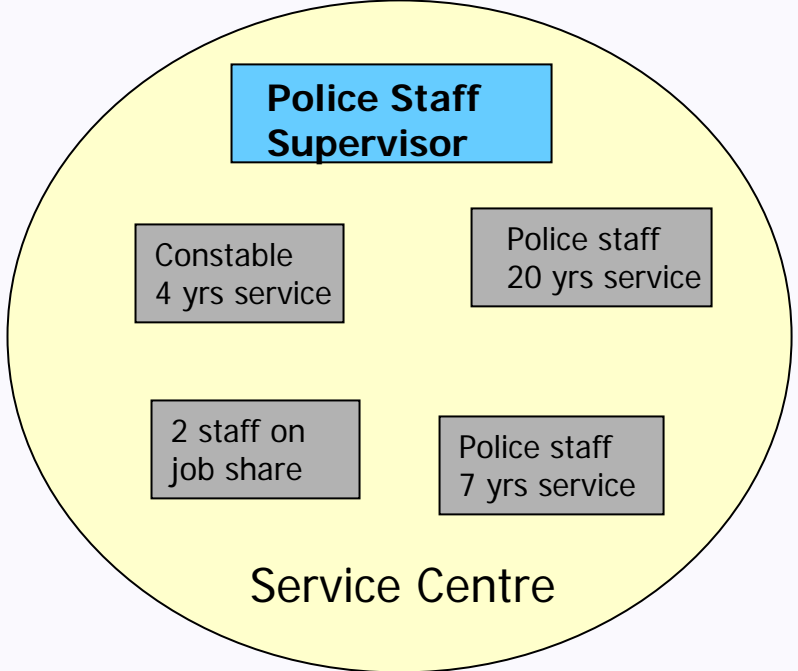 Police Staff
Supervisor
Constable
4 yrs service
Police staff
20 yrs service
2 staff on
job share
Police staff
7 yrs service
Service Centre